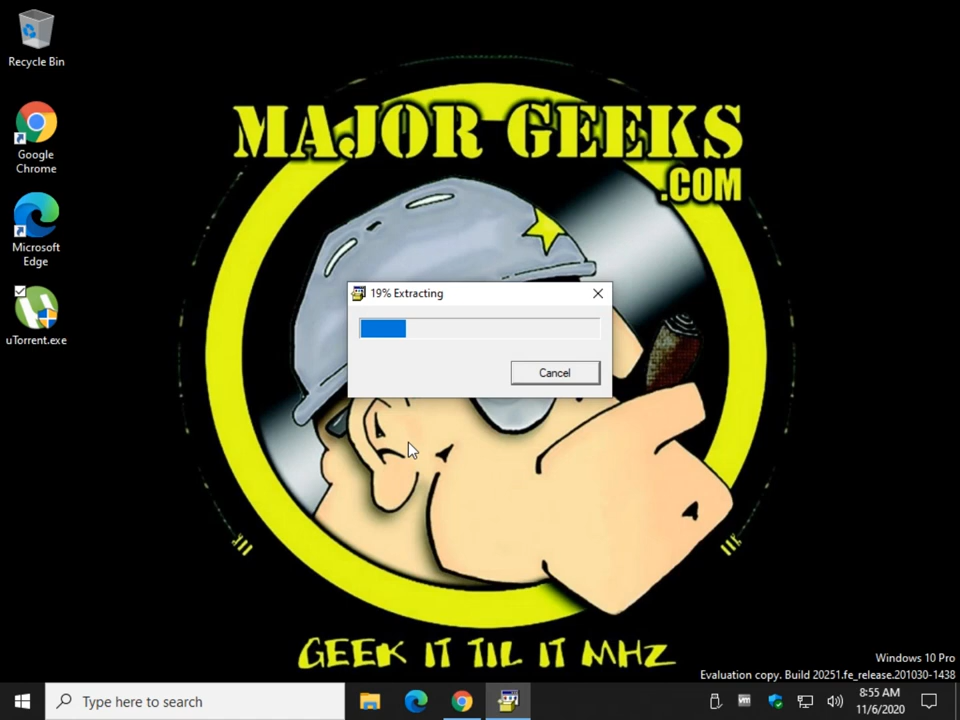 Recycle Bin
Google
Chrome
Microsoft
Edge
uTorrent.exe
MAJOR GEEKS
.COM
19% Extracting
Cancel
GEEK IT TIL IT MHZ
Windows 10 Pro
Evaluation copy. Build 20251.fe_release.201030-1438
Type here to search
vm
8:55 AM
11/6/2020